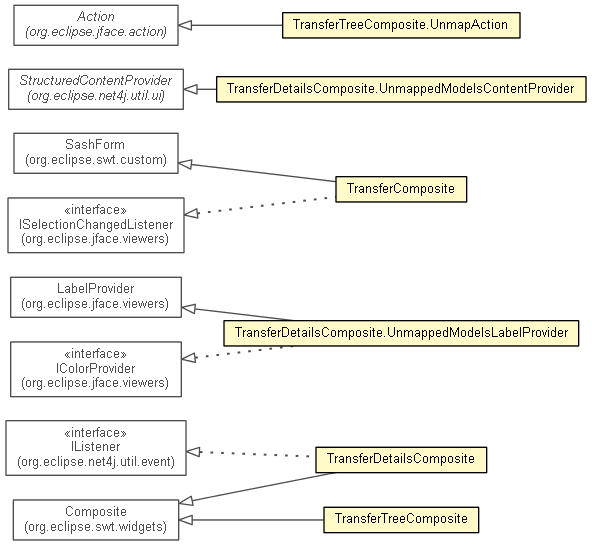 Action
(org.eclipse.jface.action)
TransferTreeComposite.UnmapAction
StructuredContentProvider
(org.eclipse.net4j.util.ui)
TransferDetailsComposite.UnmappedModelsContentProvider
SashForm
(org.eclipse.swt.custom)
TransferComposite
«interface»
ISelectionChangedListener
(org.eclipse.jface.viewers)
LabelProvider
(org.eclipse.jface.viewers)
TransferDetailsComposite.UnmappedModelsLabelProvider
«interface»
IColorProvider
(org.eclipse.jface.viewers)
«interface»
IListener
(org.eclipse.net4j.util.event)
TransferDetailsComposite
Composite
(org.eclipse.swt.widgets)
TransferTreeComposite